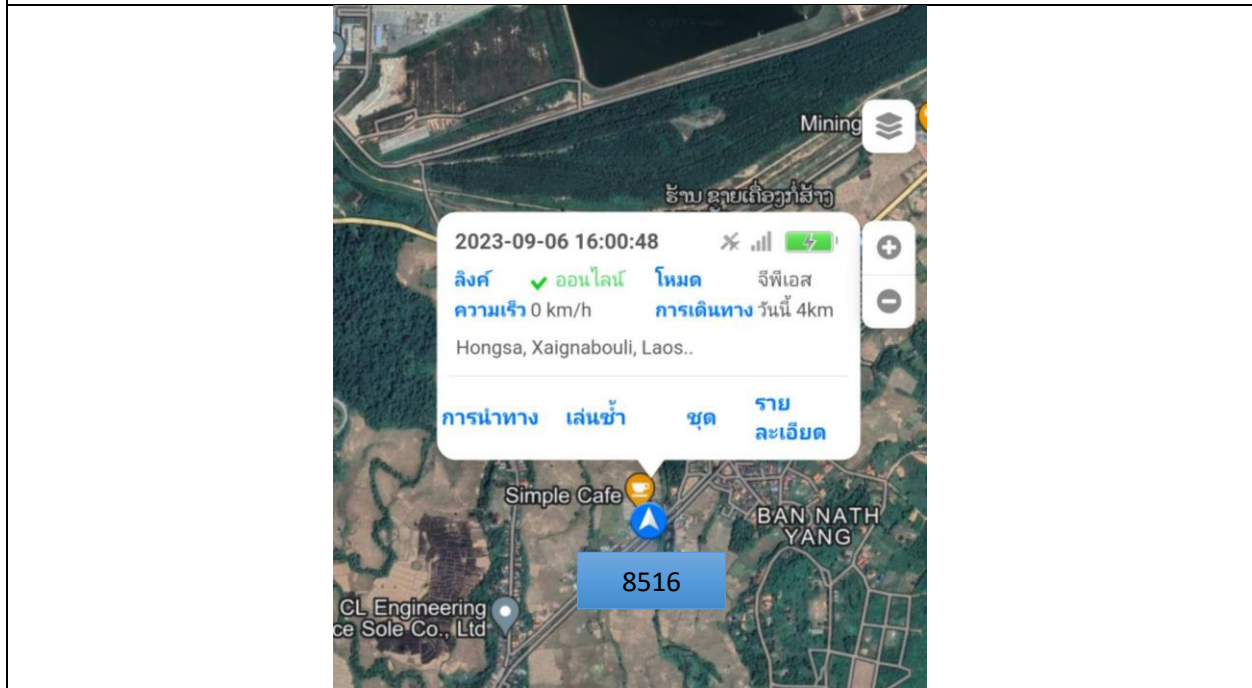 Mining
ຮ້ານ ຂາຍເຄື່ອງກໍ່ສ້າງ
2023-09-06 16:00:48
ลิงค์ ออนไลน์ โหมด จีพีเอส
ความเร็ว 0 km/h การเดินทาง วันนี้ 4km
Hongsa, Xaignabouli, Laos..
การนำทาง เล่นซ้ำ ชุด ราย
ละเอียด
Simple Cafe
BAN NATH
YANG
8516
CL Engineering
ce Sole Co., Ltd